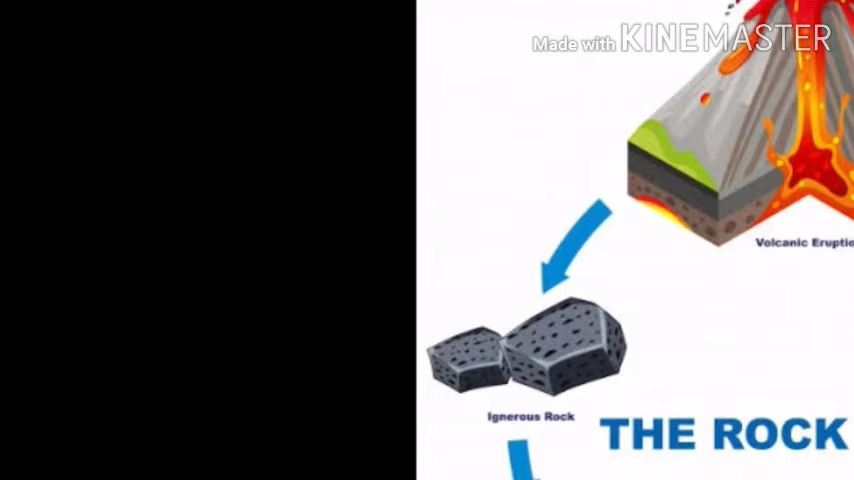 Made with KINEMASTER
Volcanic Eruptio
Ignerous Rock
THE ROCK